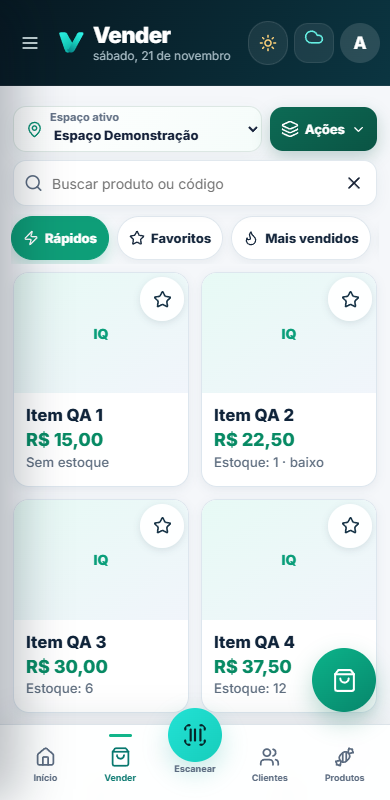 Vender
sábado, 21 de novembro
A
Espaço ativo
Espaço Demonstração
Ações
Buscar produto ou código
Rápidos
Favoritos
Mais vendidos
IQ
Item QA 1
R$ 15,00
Sem estoque
IQ
Item QA 2
R$ 22,50
Estoque: 1 · baixo
IQ
Item QA 3
R$ 30,00
Estoque: 6
IQ
Item QA 4
R$ 37,50
Estoque: 12
Início
Vender
Escanear
Clientes
Produtos